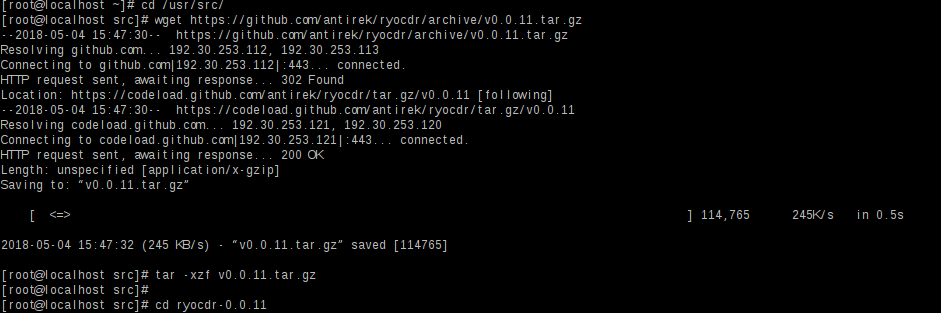 [root@localhost ~]# cd /usr/src/
[root@localhost src]# wget https://github.com/antirek/ryocdr/archive/v0.0.11.tar.gz
--2018-05-04 15:47:30--  https://github.com/antirek/ryocdr/archive/v0.0.11.tar.gz
Resolving github.com... 192.30.253.112, 192.30.253.113
Connecting to github.com|192.30.253.112|:443... connected.
HTTP request sent, awaiting response... 302 Found
Location: https://codeload.github.com/antirek/ryocdr/tar.gz/v0.0.11 [following]
--2018-05-04 15:47:30--  https://codeload.github.com/antirek/ryocdr/tar.gz/v0.0.11
Resolving codeload.github.com... 192.30.253.121, 192.30.253.120
Connecting to codeload.github.com|192.30.253.121|:443... connected.
HTTP request sent, awaiting response... 200 OK
Length: unspecified [application/x-gzip]
Saving to: “v0.0.11.tar.gz”
[ <=> ] 114,765 245K/s in 0.5s
2018-05-04 15:47:32 (245 KB/s) - “v0.0.11.tar.gz” saved [114765]
[root@localhost src]# tar -xzf v0.0.11.tar.gz
[root@localhost src]#
[root@localhost src]# cd ryocdr-0.0.11